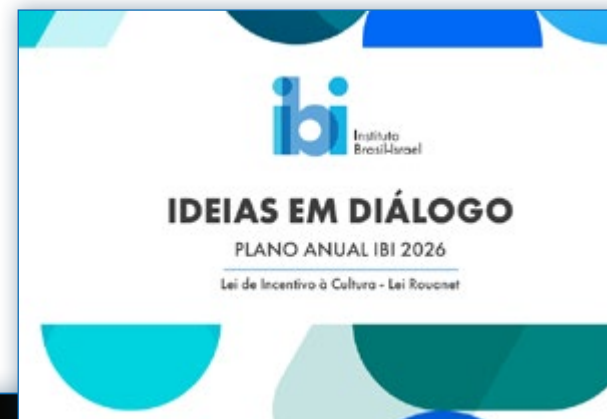 ibi
Instituto
Brasil-Israel
IDEIAS EM DIÁLOGO
PLANO ANUAL IBI 2026
Lei de Incentivo à Cultura - Lei Rouanet